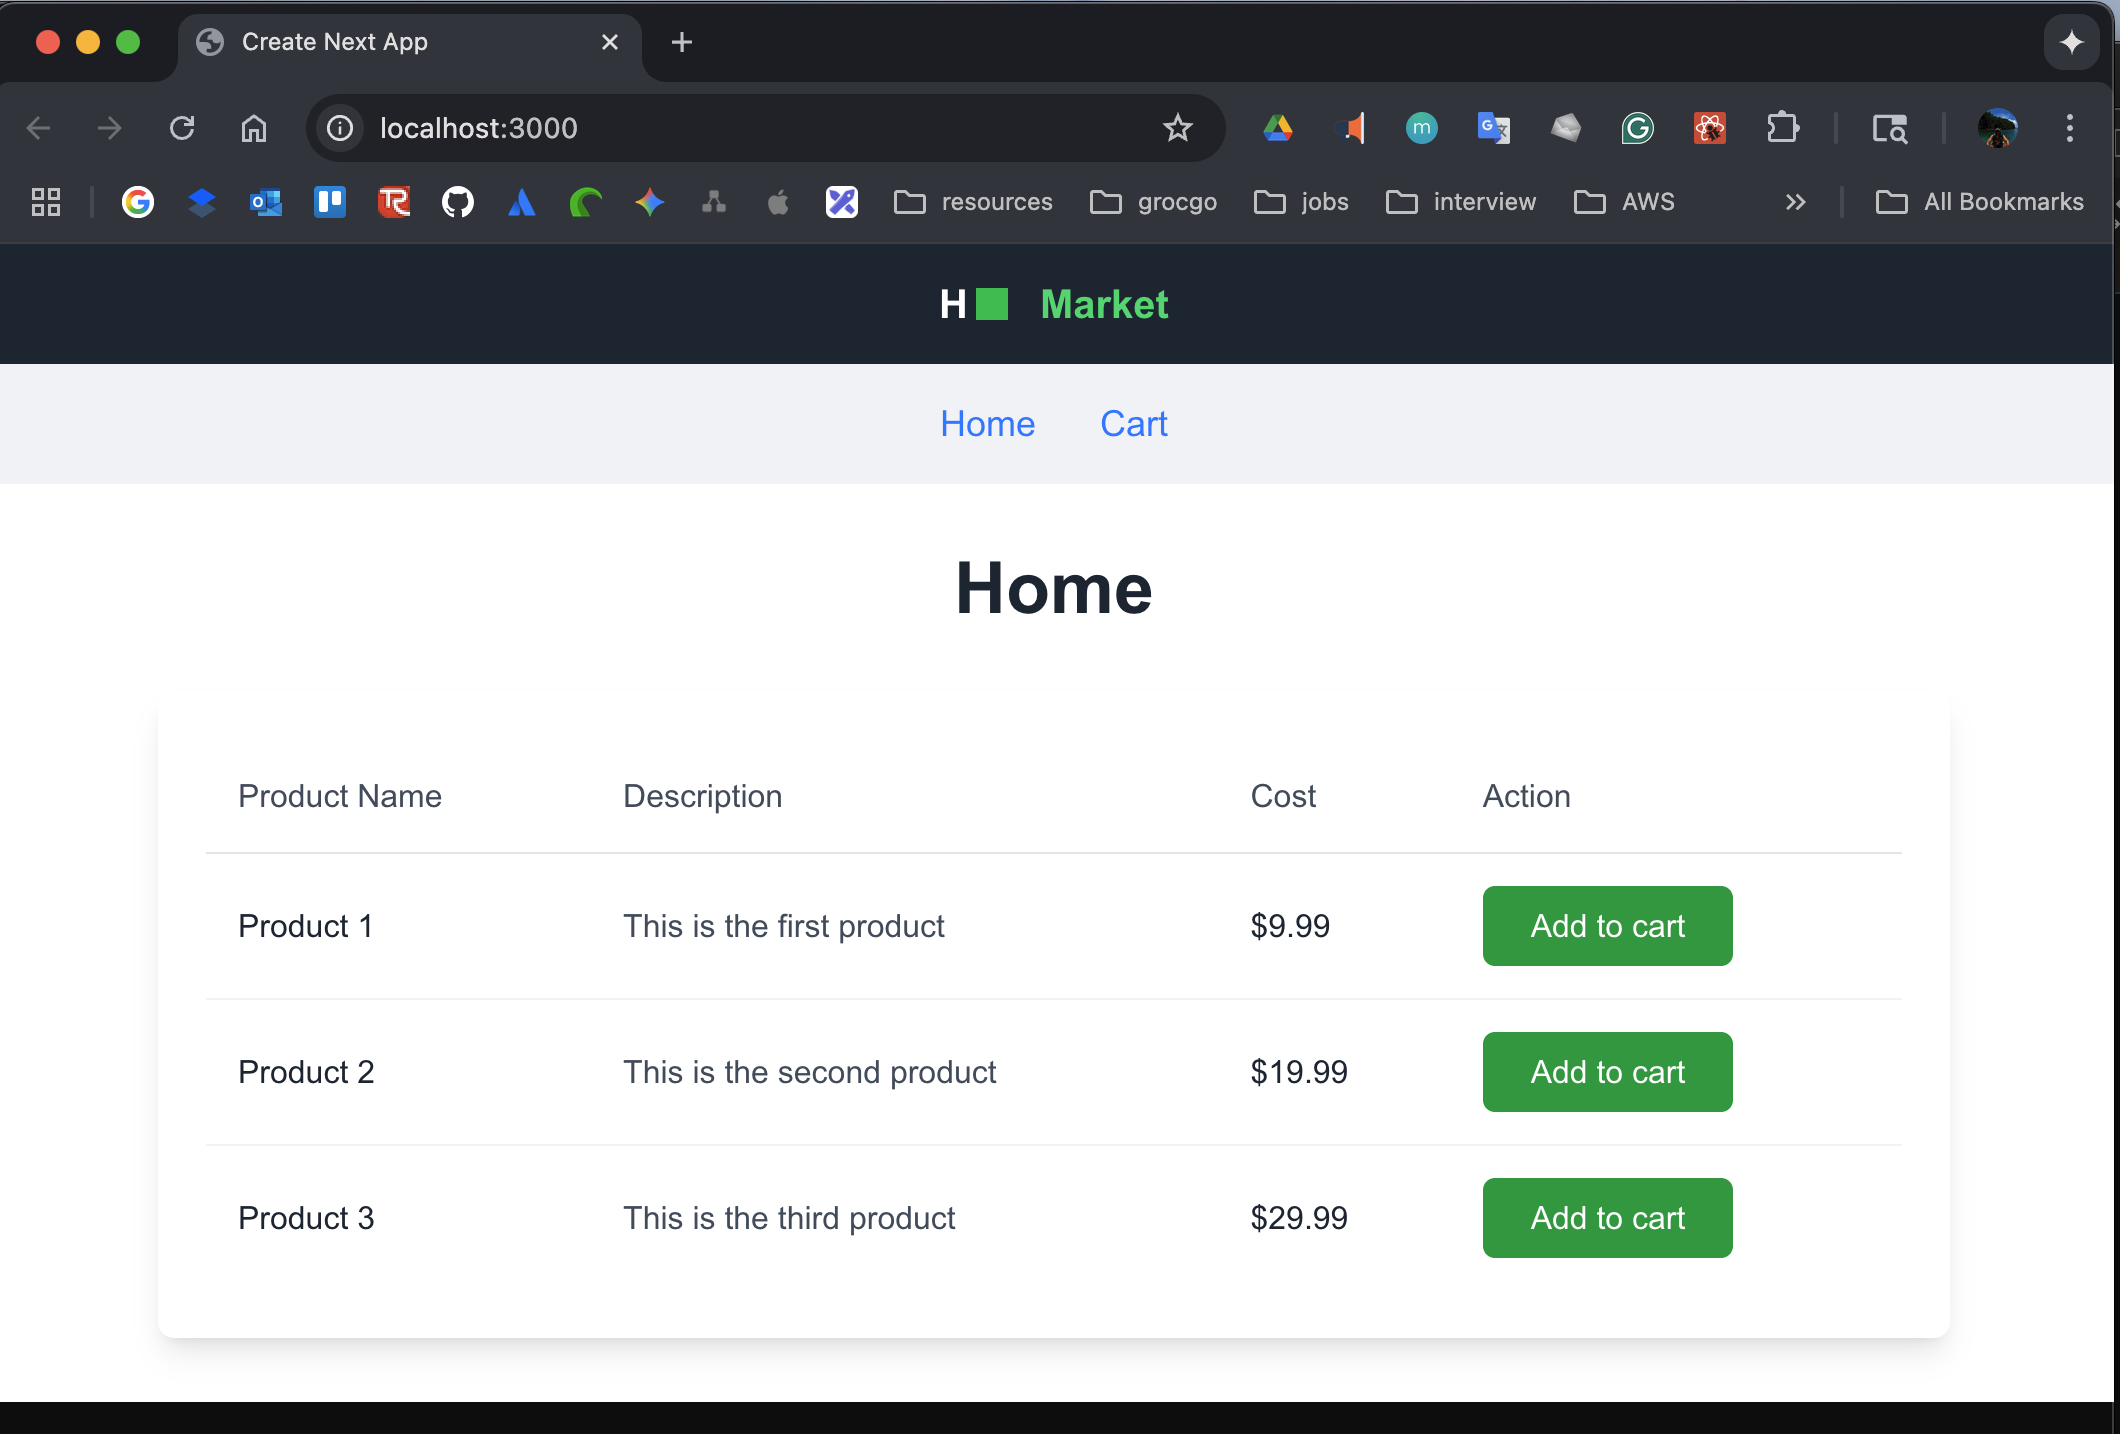 Create Next App
localhost:3000
resources grocgo jobs interview AWS All Bookmarks
H Market
Home Cart
Home
Product Name Description Cost Action
Product 1 This is the first product $9.99 Add to cart
Product 2 This is the second product $19.99 Add to cart
Product 3 This is the third product $29.99 Add to cart